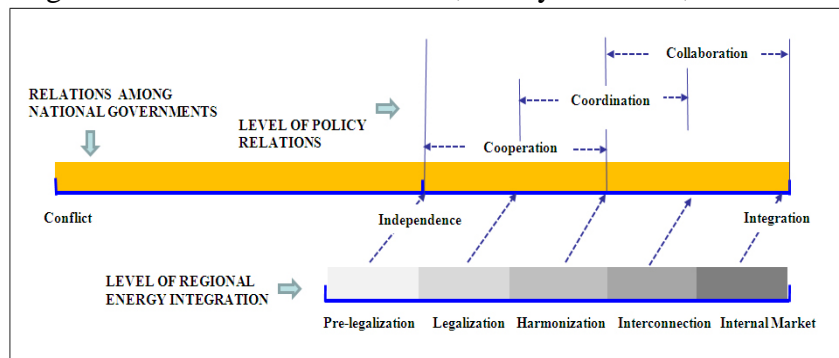 Collaboration
RELATIONS AMONG
NATIONAL GOVERNMENTS
Coordination
LEVEL OF POLICY
RELATIONS
Cooperation
Conflict
Independence
Integration
LEVEL OF REGIONAL
ENERGY INTEGRATION
Pre-legalization Legalization Harmonization Interconnection Internal Market